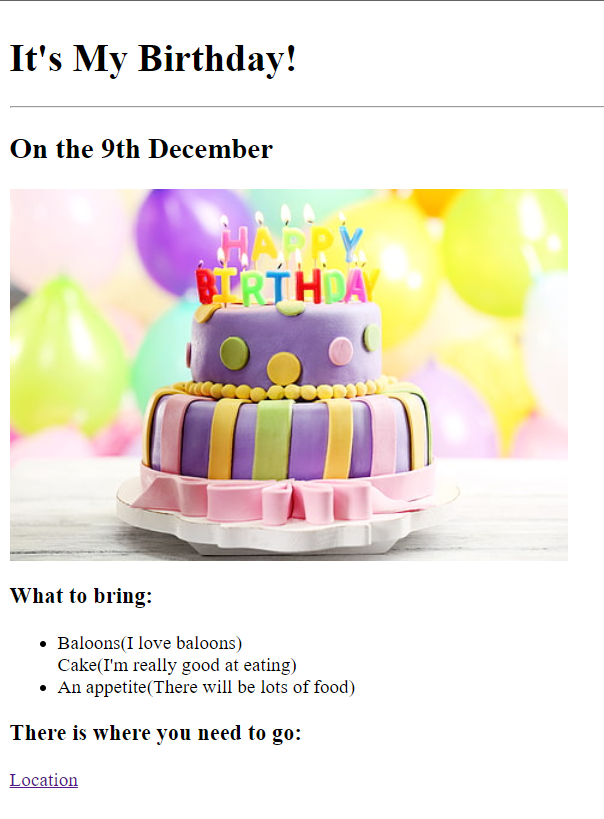 It's My Birthday!
On the 9th December
HAPPY
BIRTHDAY
What to bring:
Baloons(I love baloons)
Cake(I'm really good at eating)
An appetite(There will be lots of food)
There is where you need to go:
Location